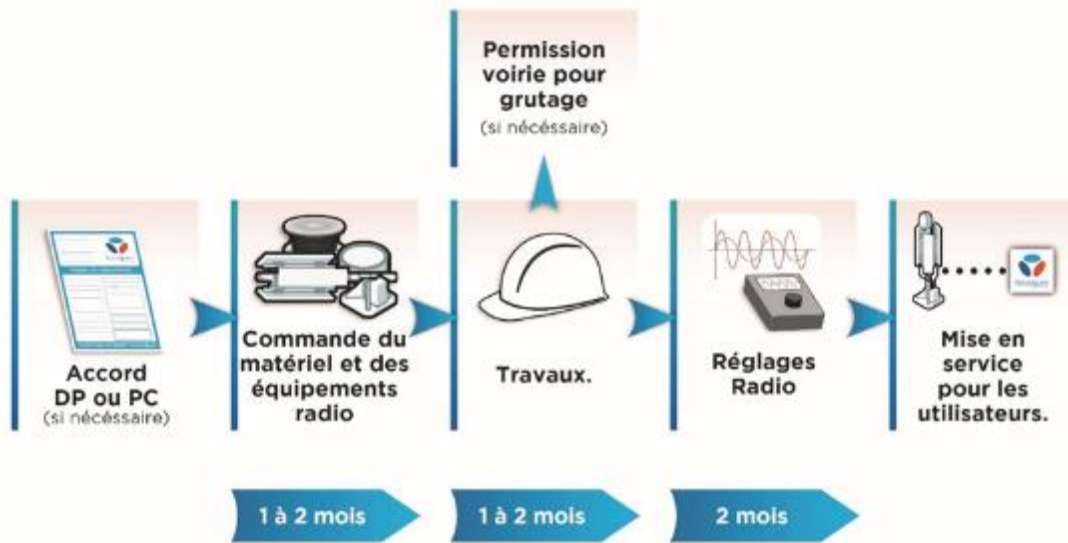 Permission
voirie pour
grutage
(si nécéssaire)
Accord
DP ou PC
(si nécéssaire)
Commande du
matériel et des
équipements
radio
Travaux.
Réglages
Radio
Mise en
service
pour les
utilisateurs.
1 à 2 mois
1 à 2 mois
2 mois